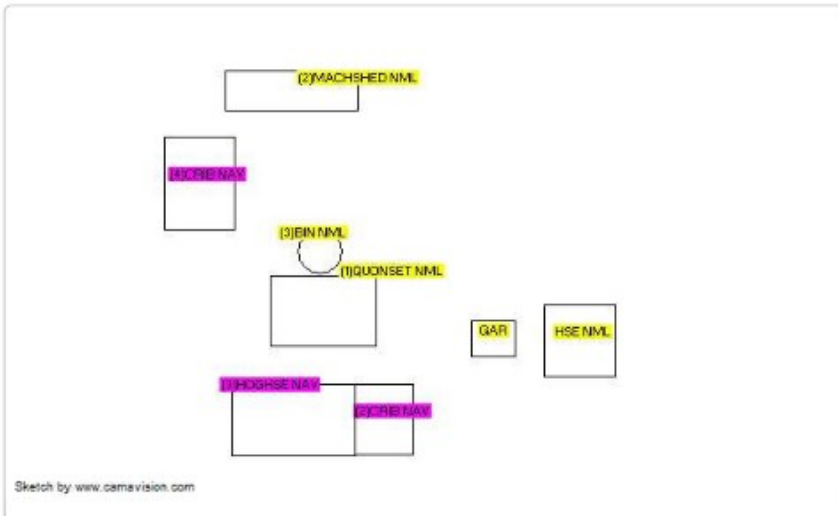 (2)MACHSHED NML
(4)CRIB NAV
(3)BIN NML
(1)QUONSET NML
GAR
HSE NML
HOGHSE NAV
(2)CRIB NAV
Sketch by www.camavision.com